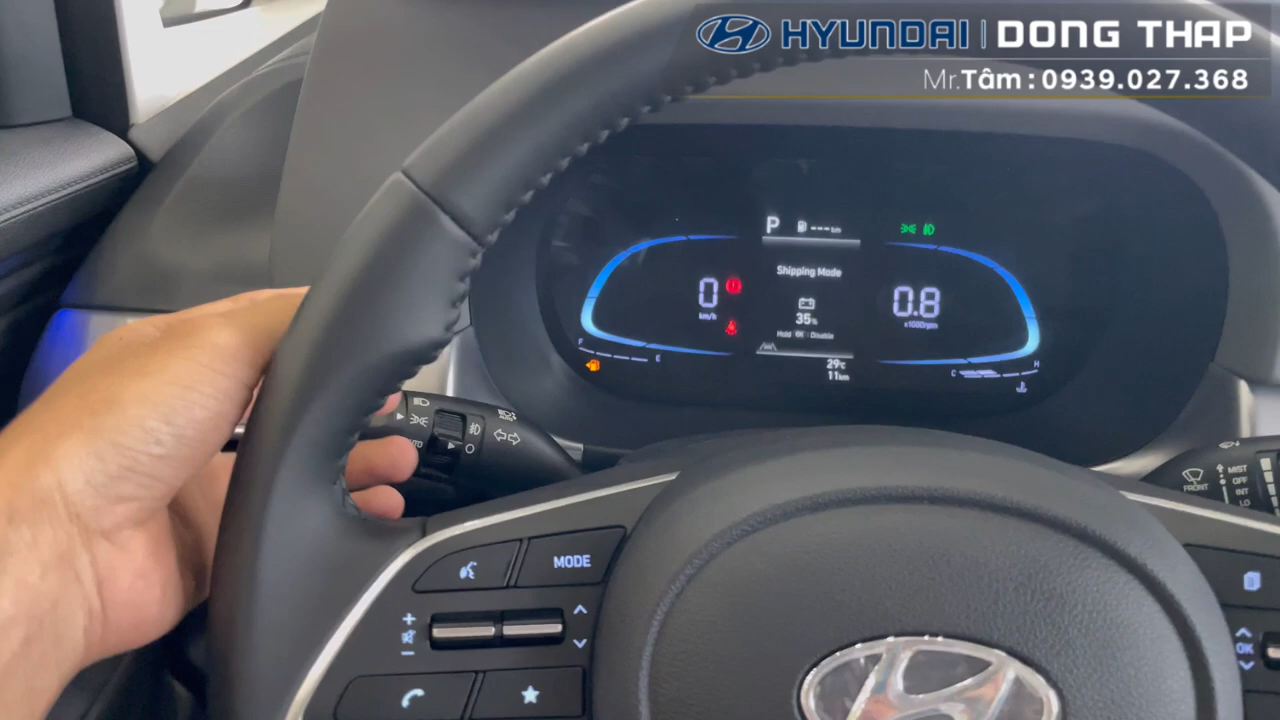 HYUNDAI | DONG THAP
Mr.Tâm : 0939.027.368
P --- km
Shipping Mode
0
km/h
35%
Hold OK : Disable
0.8
x1000rpm
F E
29°C
11km
C H
AUTO
MODE
FRONT
MIST
OFF
INT
LO
OK